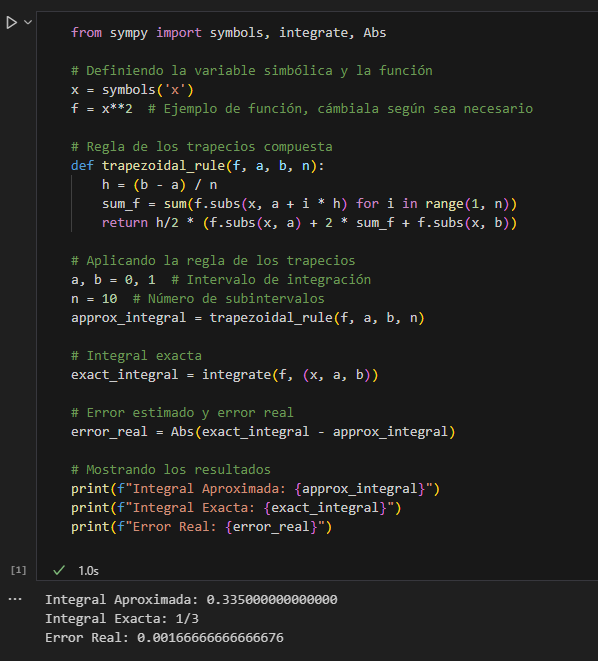 from sympy import symbols, integrate, Abs
# Definiendo la variable simbólica y la función
x = symbols('x')
f = x**2  # Ejemplo de función, cámbiala según sea necesario
# Regla de los trapecios compuesta
def trapezoidal_rule(f, a, b, n):
    h = (b - a) / n
    sum_f = sum(f.subs(x, a + i * h) for i in range(1, n))
    return h/2 * (f.subs(x, a) + 2 * sum_f + f.subs(x, b))
# Aplicando la regla de los trapecios
a, b = 0, 1  # Intervalo de integración
n = 10  # Número de subintervalos
approx_integral = trapezoidal_rule(f, a, b, n)
# Integral exacta
exact_integral = integrate(f, (x, a, b))
# Error estimado y error real
error_real = Abs(exact_integral - approx_integral)
# Mostrando los resultados
print(f"Integral Aproximada: {approx_integral}")
print(f"Integral Exacta: {exact_integral}")
print(f"Error Real: {error_real}")
[1] 1.0s
Integral Aproximada: 0.335000000000000
Integral Exacta: 1/3
Error Real: 0.00166666666666676